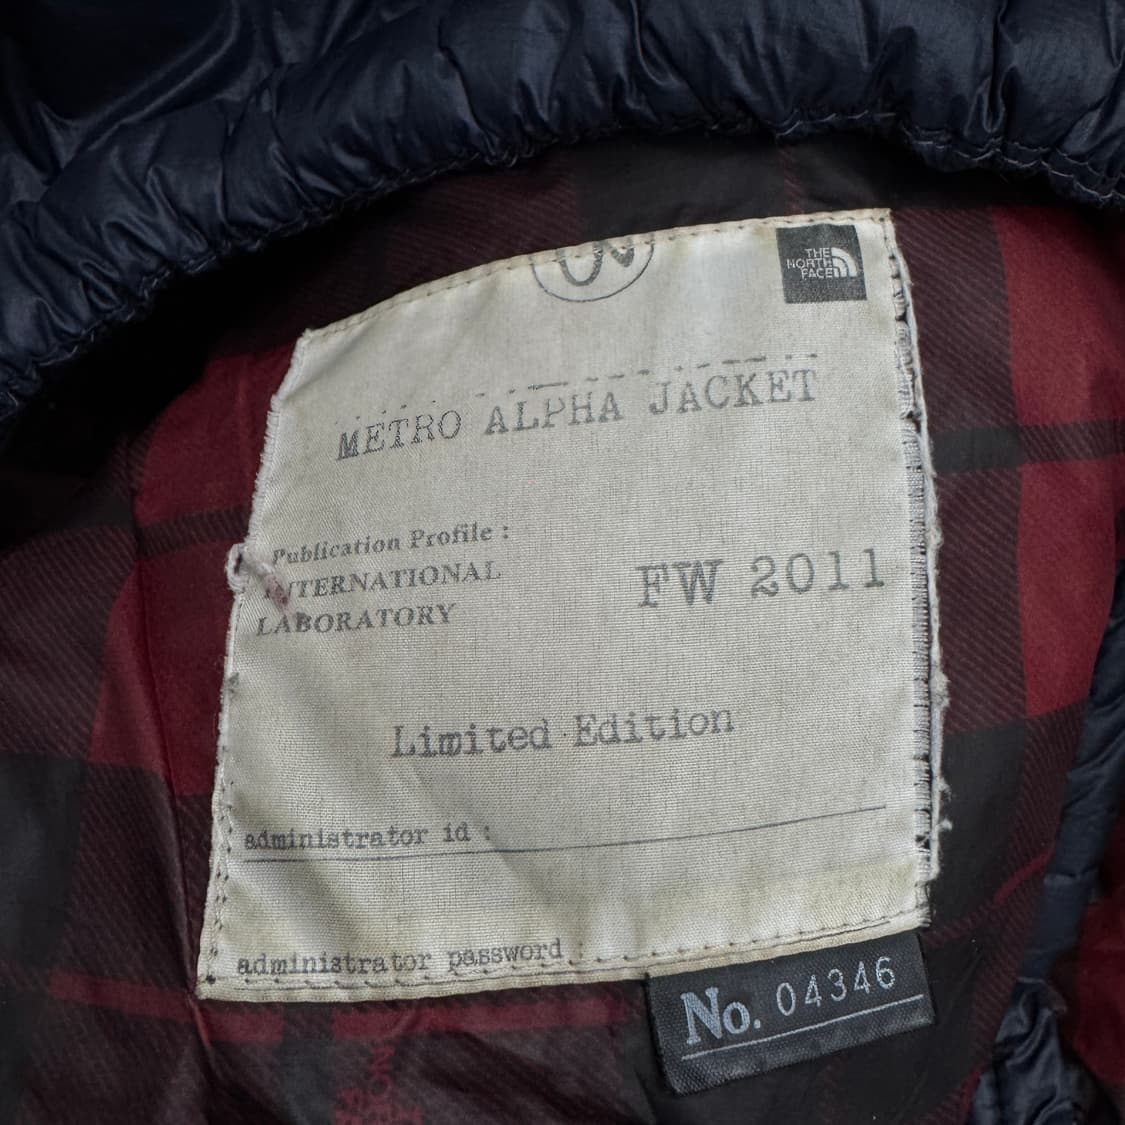 THE
NORTH
FACE
METRO ALPHA JACKET
Publication Profile :
INTERNATIONAL
LABORATORY
FW 2011
Limited Edition
administrator id :
administrator password :
No. 04346